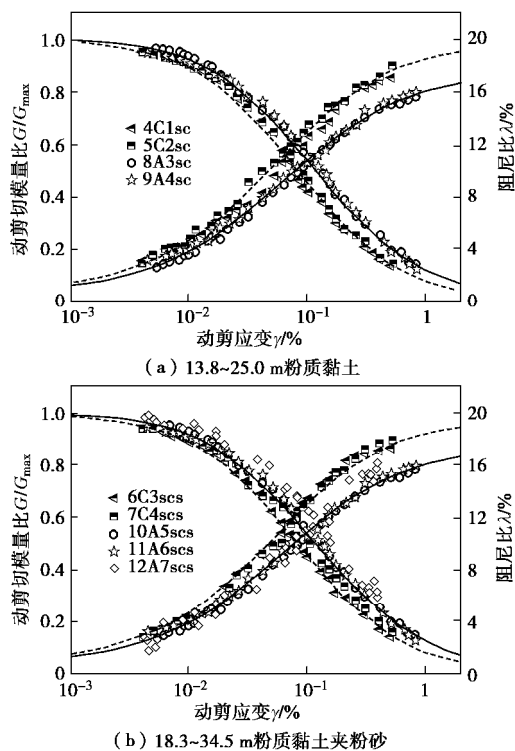 1.0
0.8
0.6
0.4
0.2
0
动剪切模量比G/Gmax
20
16
12
8
4
0
阻尼比λ/%
4C1sc
5C2sc
8A3sc
9A4sc
10⁻³
10⁻²
10⁻¹
1
动剪应变γ/%
(a) 13.8~25.0 m粉质黏土
1.0
0.8
0.6
0.4
0.2
0
动剪切模量比G/Gmax
20
16
12
8
4
0
阻尼比λ/%
6C3scs
7C4scs
10A5scs
11A6scs
12A7scs
10⁻³
10⁻²
10⁻¹
1
动剪应变γ/%
(b) 18.3~34.5 m粉质黏土夹粉砂